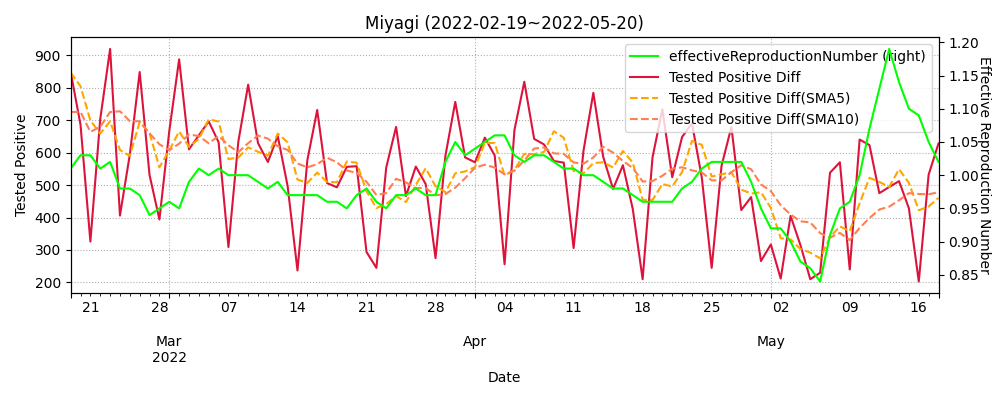 Miyagi (2022-02-19~2022-05-20)
effectiveReproductionNumber (right)
Tested Positive Diff
Tested Positive Diff(SMA5)
Tested Positive Diff(SMA10)
Tested Positive
900
800
700
600
500
400
300
200
1.20
1.15
1.10
1.05
1.00
0.95
0.90
0.85
Effective Reproduction Number
21 28 07 14 21 28 04 11 18 25 02 09 16
Mar Apr May
2022
Date